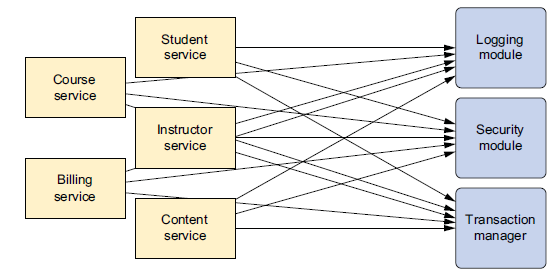 Student
service
Logging
module
Course
service
Instructor
service
Security
module
Billing
service
Content
service
Transaction
manager